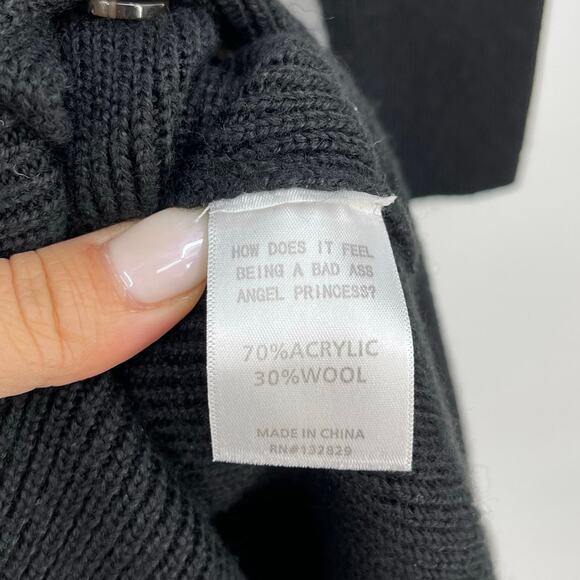 HOW DOES IT FEEL
BEING A BAD ASS
ANGEL PRINCESS?
70%ACRYLIC
30%WOOL
MADE IN CHINA
RN#132829